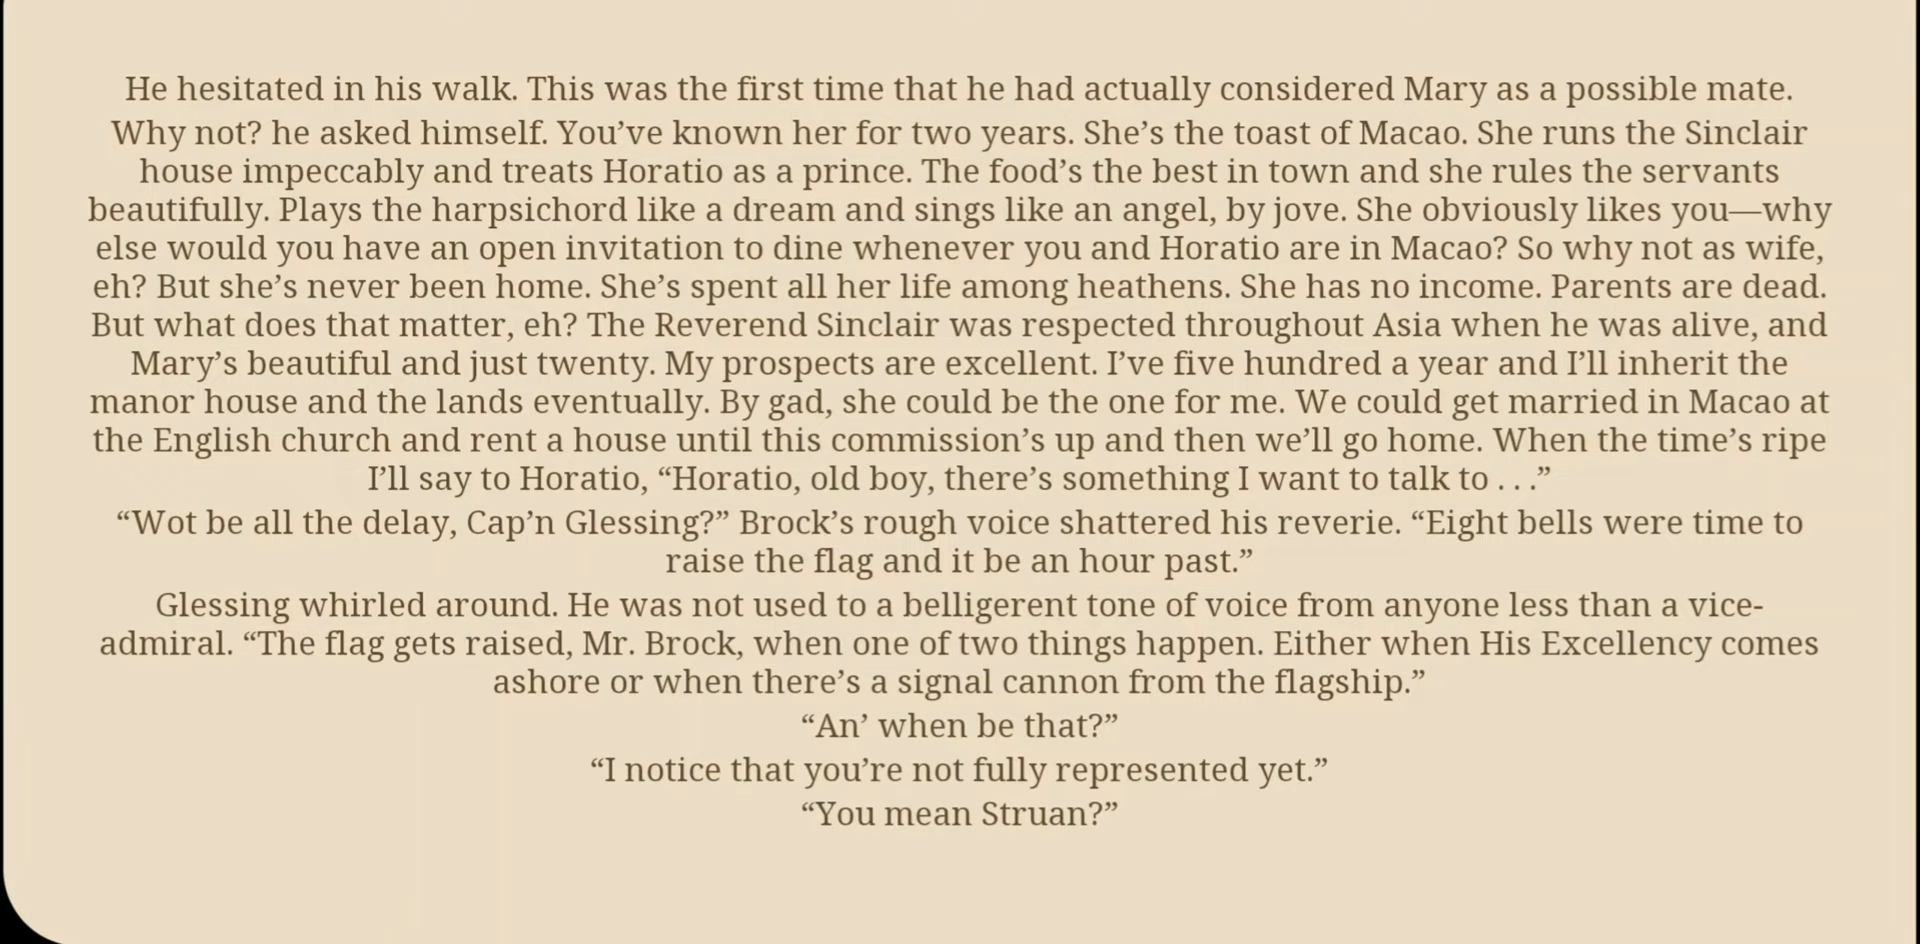 He hesitated in his walk. This was the first time that he had actually considered Mary as a possible mate.
Why not? he asked himself. You’ve known her for two years. She’s the toast of Macao. She runs the Sinclair
house impeccably and treats Horatio as a prince. The food’s the best in town and she rules the servants
beautifully. Plays the harpsichord like a dream and sings like an angel, by jove. She obviously likes you—why
else would you have an open invitation to dine whenever you and Horatio are in Macao? So why not as wife,
eh? But she’s never been home. She’s spent all her life among heathens. She has no income. Parents are dead.
But what does that matter, eh? The Reverend Sinclair was respected throughout Asia when he was alive, and
Mary’s beautiful and just twenty. My prospects are excellent. I’ve five hundred a year and I’ll inherit the
manor house and the lands eventually. By gad, she could be the one for me. We could get married in Macao at
the English church and rent a house until this commission’s up and then we’ll go home. When the time’s ripe
I’ll say to Horatio, “Horatio, old boy, there’s something I want to talk to . . .”
“Wot be all the delay, Cap’n Glessing?” Brock’s rough voice shattered his reverie. “Eight bells were time to
raise the flag and it be an hour past.”
Glessing whirled around. He was not used to a belligerent tone of voice from anyone less than a vice-
admiral. “The flag gets raised, Mr. Brock, when one of two things happen. Either when His Excellency comes
ashore or when there’s a signal cannon from the flagship.”
“An’ when be that?”
“I notice that you’re not fully represented yet.”
“You mean Struan?”